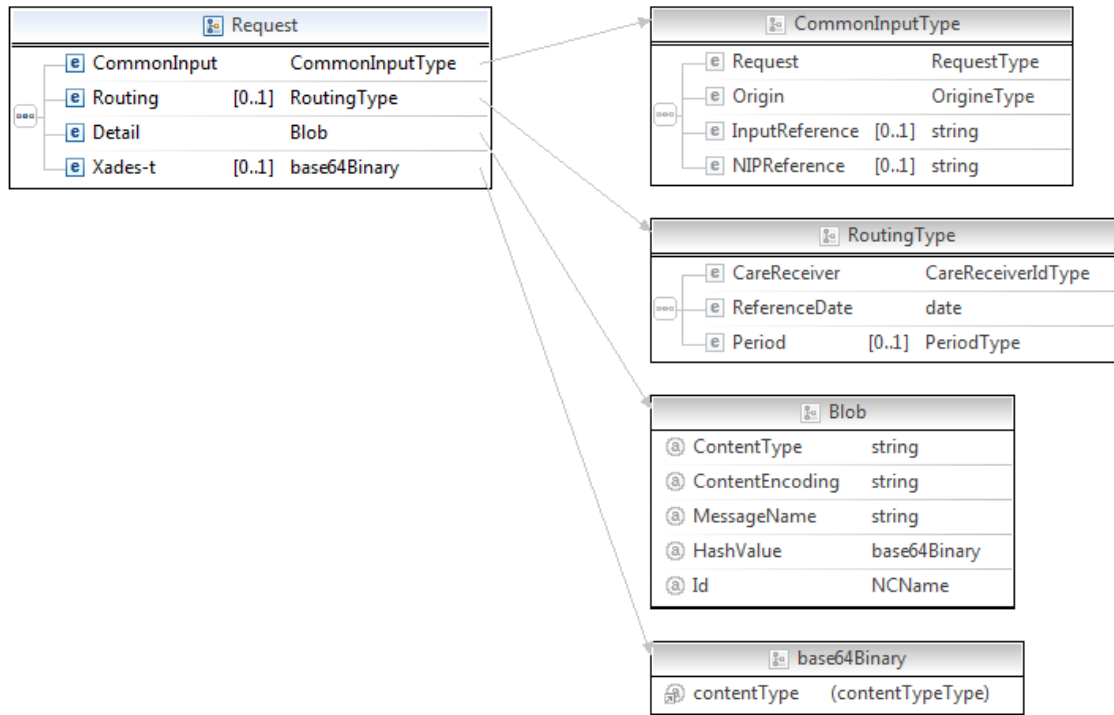 Request
CommonInput CommonInputType
Routing [0..1] RoutingType
Detail Blob
Xades-t [0..1] base64Binary
CommonInputType
Request RequestType
Origin OrigineType
InputReference [0..1] string
NIPReference [0..1] string
RoutingType
CareReceiver CareReceiverIdType
ReferenceDate date
Period [0..1] PeriodType
Blob
ContentType string
ContentEncoding string
MessageName string
HashValue base64Binary
Id NCName
base64Binary
contentType (contentTypeType)